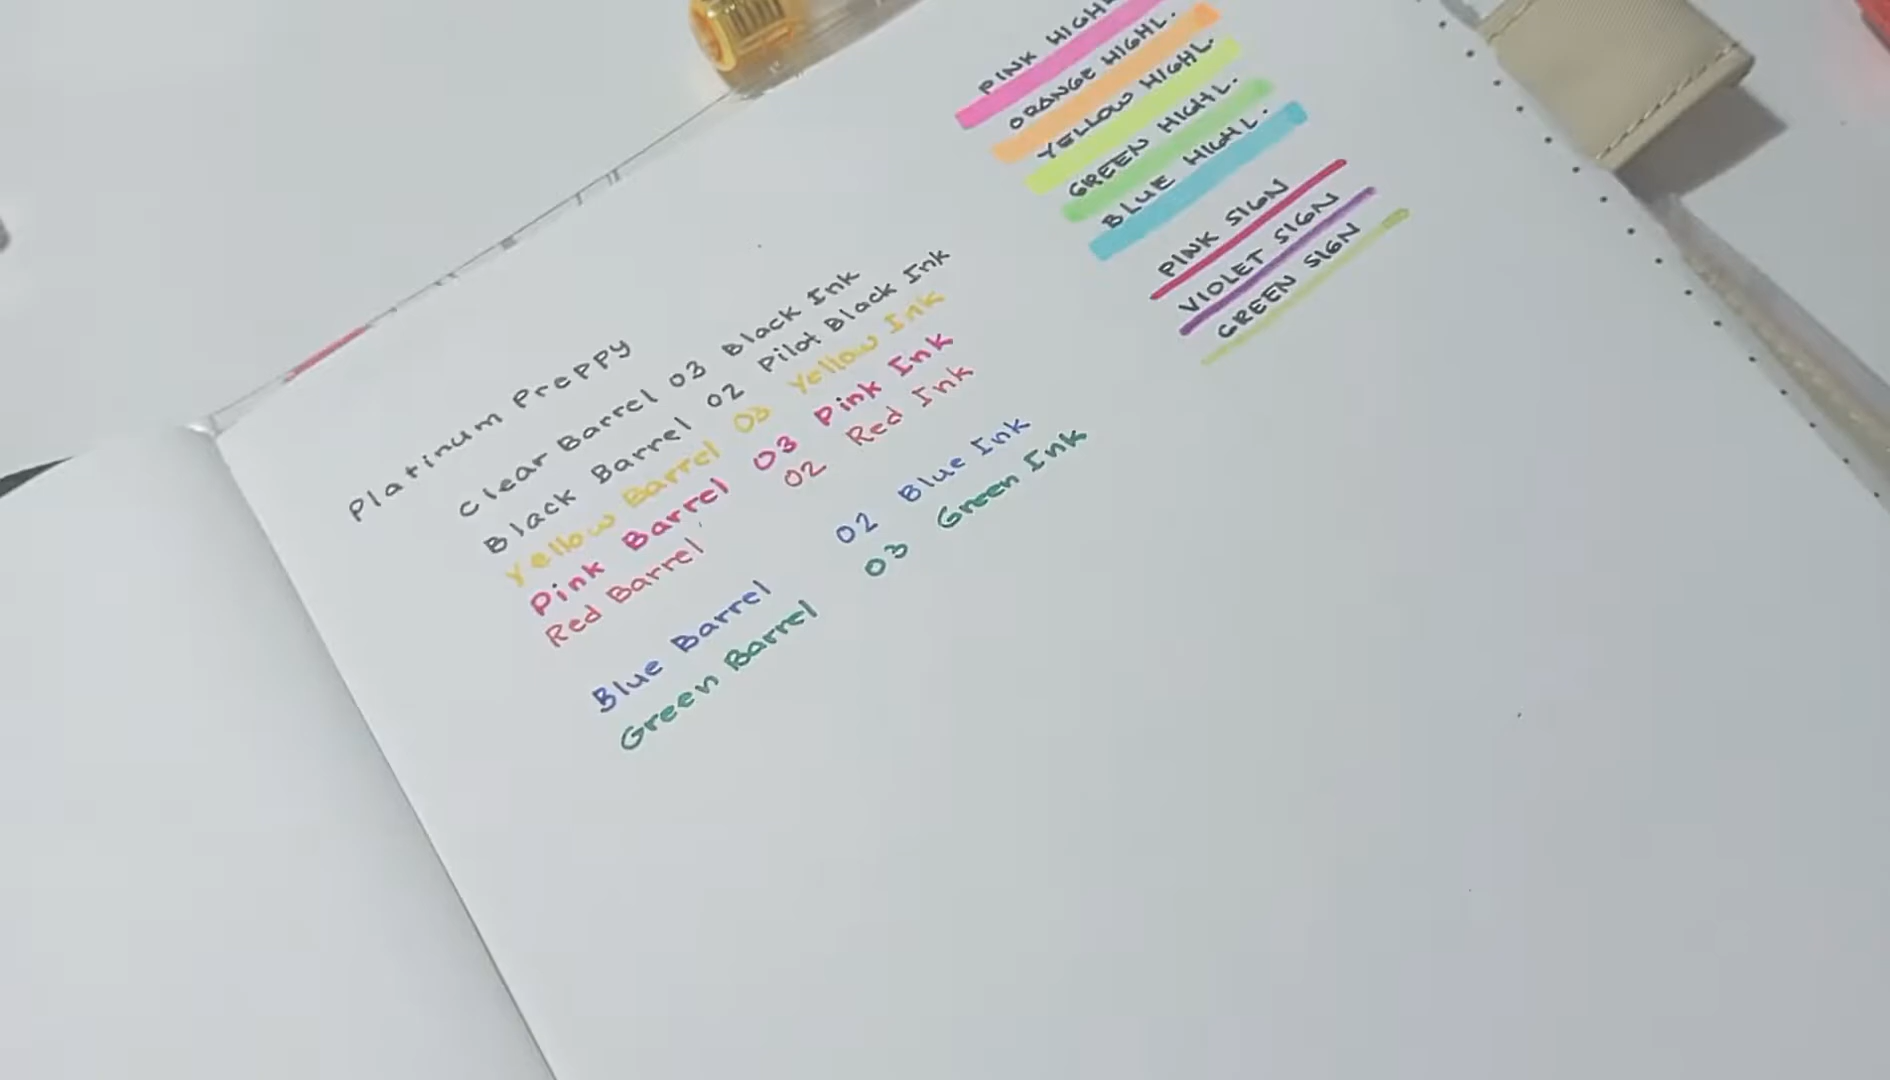 Platinum Preppy
Clear Barrel 03 Black Ink
Black Barrel 02 Pilot Black Ink
Yellow Barrel 03 Yellow Ink
Pink Barrel 03 Pink Ink
Red Barrel 02 Red Ink
Blue Barrel 02 Blue Ink
Green Barrel 03 Green Ink
PINK HIGHL
ORANGE HIGHL.
YELLOW HIGHL.
GREEN HIGHL.
BLUE HIGHL.
PINK SIGN
VIOLET SIGN
GREEN SIGN